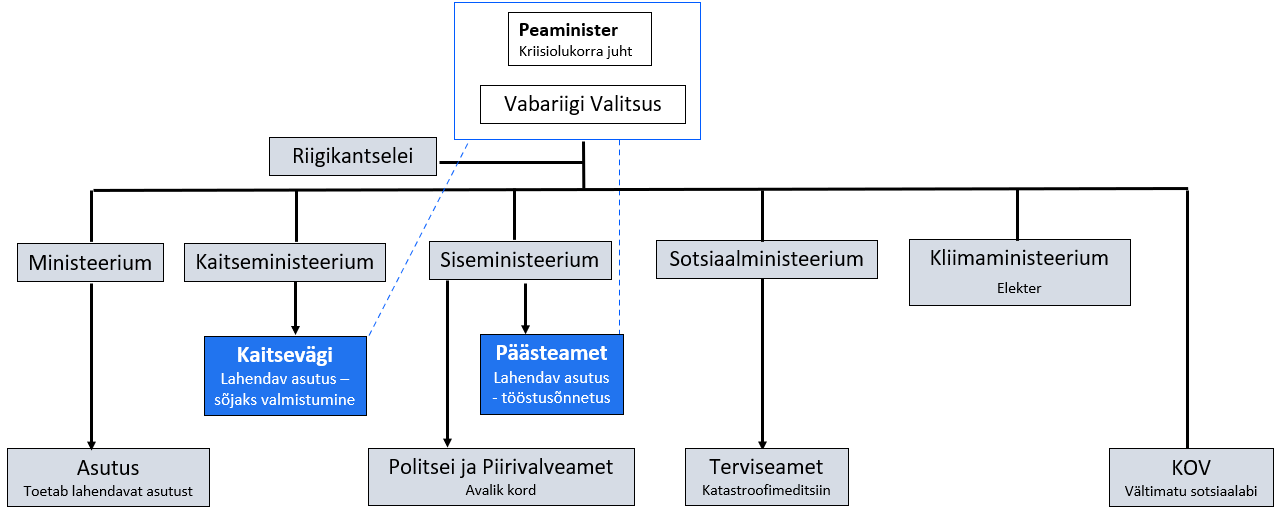 Peaminister
Kriisiolukorra juht
Vabariigi Valitsus
Riigikantselei
Ministeerium
Kaitseministeerium
Siseministeerium
Sotsiaalministeerium
Kliimaministeerium
Elekter
Kaitsevägi
Lahendav asutus –
sõjaks valmistumine
Päästeamet
Lahendav asutus
- tööstusõnnetus
Asutus
Toetab lahendavat asutust
Politsei ja Piirivalveamet
Avalik kord
Terviseamet
Katastroofimeditsiin
KOV
Vältimatu sotsiaalabi